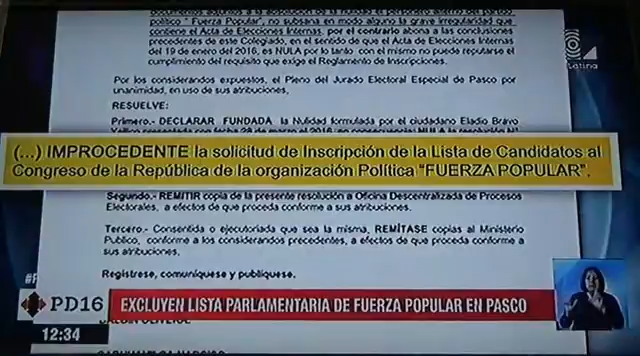 político " Fuerza Popular", no subsana en modo alguno la grave irregularidad que
contiene el Acta de Elecciones Internas, por el contrario abona a las conclusiones
precedentes de este Colegiado, en el sentido de que el Acta de Elecciones Internas
del 19 de enero del 2016, es NULA por lo tanto con el mismo no puede reputarse el
cumplimiento del requisito que exige el Reglamento de Inscripciones.
Por los considerandos expuestos, el Pleno del Jurado Electoral Especial de Pasco por
unanimidad, en uso de sus atribuciones,
RESUELVE:
Primero.- DECLARAR FUNDADA la Nulidad formulada por el ciudadano Eladio Bravo
(...) IMPROCEDENTE la solicitud de Inscripción de la Lista de Candidatos al
Congreso de la República de la organización Política "FUERZA POPULAR",
Segundo.- REMITIR copia de la presente resolución a Oficina Descentralizada de Procesos
Electorales, a efectos de que proceda conforme a sus atribuciones.
Tercero.- Consentida o ejecutoriada que sea la misma, REMÍTASE copias al Ministerio
Publico, conforme a los considerandos precedentes, a efectos de que proceda conforme a
sus atribuciones.
Regístrese, comuníquese y publíquese.
PD16
EXCLUYEN LISTA PARLAMENTARIA DE FUERZA POPULAR EN PASCO
12:34
Latina